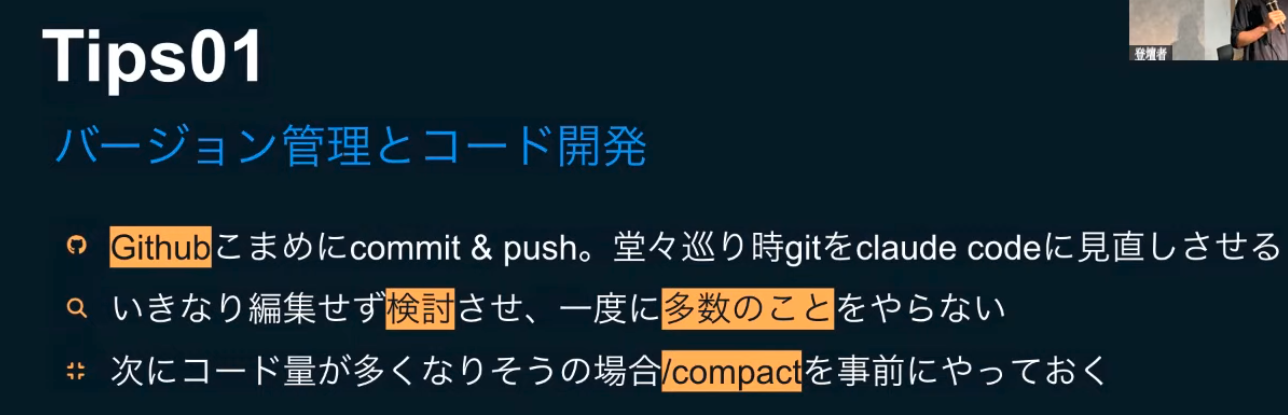 Tips01
登壇者
バージョン管理とコード開発
Githubこまめにcommit & push。堂々巡り時gitをclaude codeに見直しさせる
いきなり編集せず検討させ、一度に多数のことをやらない
次にコード量が多くなりそうの場合/compactを事前にやっておく